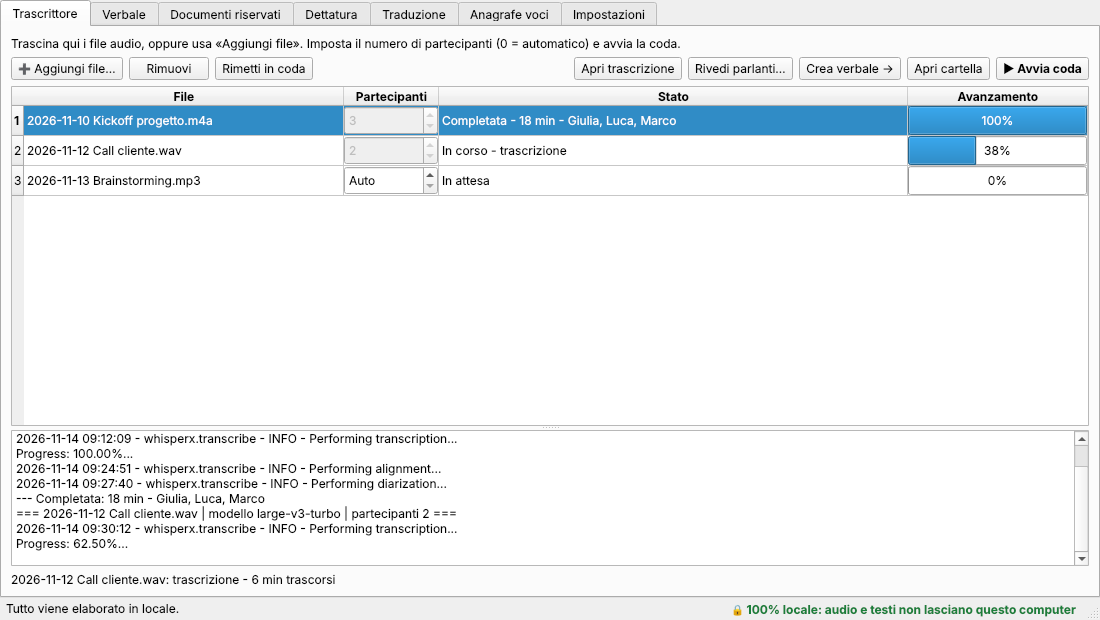 Trascrittore Verbale Documenti riservati Dettatura Traduzione Anagrafe voci Impostazioni
Trascina qui i file audio, oppure usa «Aggiungi file». Imposta il numero di partecipanti (0 = automatico) e avvia la coda.
➕ Aggiungi file... Rimuovi Rimetti in coda Apri trascrizione Rivedi parlanti... Crea verbale → Apri cartella ▶ Avvia coda
File Partecipanti Stato Avanzamento
1 2026-11-10 Kickoff progetto.m4a 3 Completata - 18 min - Giulia, Luca, Marco 100%
2 2026-11-12 Call cliente.wav 2 In corso - trascrizione 38%
3 2026-11-13 Brainstorming.mp3 Auto In attesa 0%
2026-11-14 09:12:09 - whisperx.transcribe - INFO - Performing transcription...
Progress: 100.00%...
2026-11-14 09:24:51 - whisperx.transcribe - INFO - Performing alignment...
2026-11-14 09:27:40 - whisperx.transcribe - INFO - Performing diarization...
--- Completata: 18 min - Giulia, Luca, Marco
=== 2026-11-12 Call cliente.wav | modello large-v3-turbo | partecipanti 2 ===
2026-11-14 09:30:12 - whisperx.transcribe - INFO - Performing transcription...
Progress: 62.50%...
2026-11-12 Call cliente.wav: trascrizione - 6 min trascorsi
Tutto viene elaborato in locale. 🔒 100% locale: audio e testi non lasciano questo computer